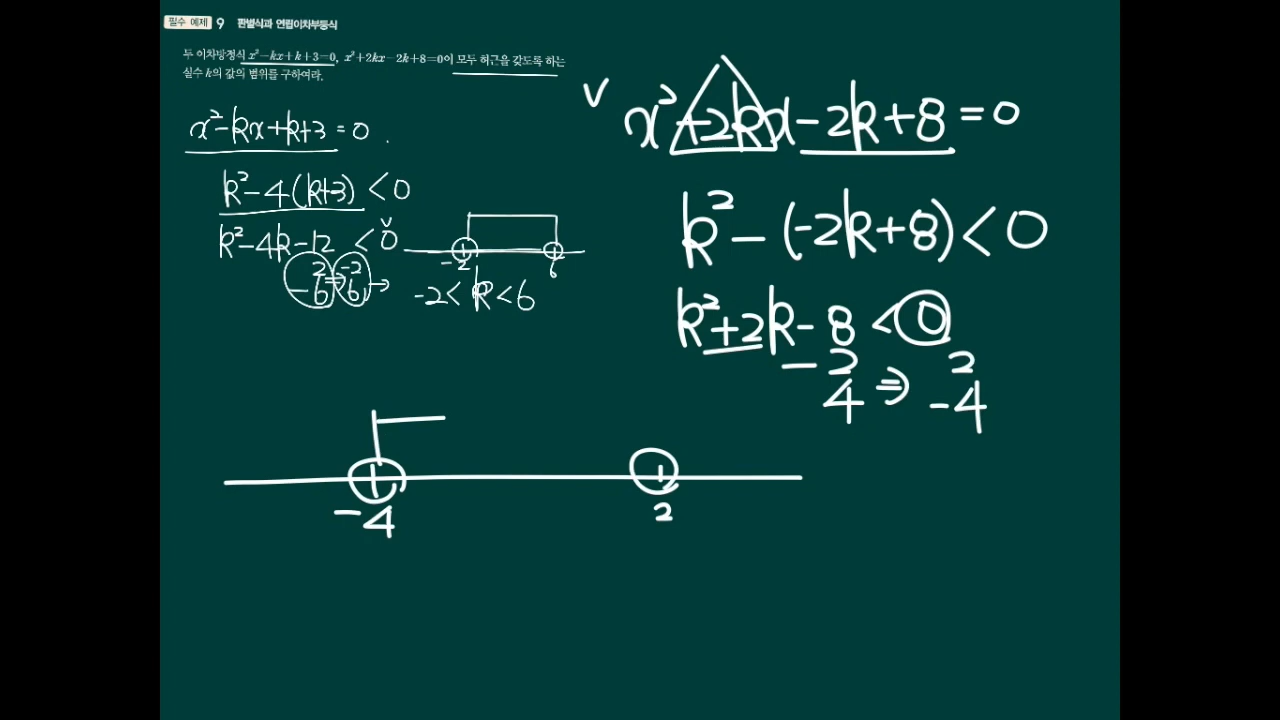 필수 예제 9 판별식과 연립이차부등식
두 이차방정식 x²-kx+k+3=0, x²+2kx-2k+8=0이 모두 허근을 갖도록 하는
실수 k의 값의 범위를 구하여라.
x²-kx+k+3=0
k²-4(k+3)<0
k²-4k-12<0
2 -2
-6 ⇒ 6 →
-2 6
-2<k<6
∨ x²+2kx-2k+8=0
k²-(-2k+8)<0
k²+2k-8<0
-2 2
4 ⇒ -4
-4 2